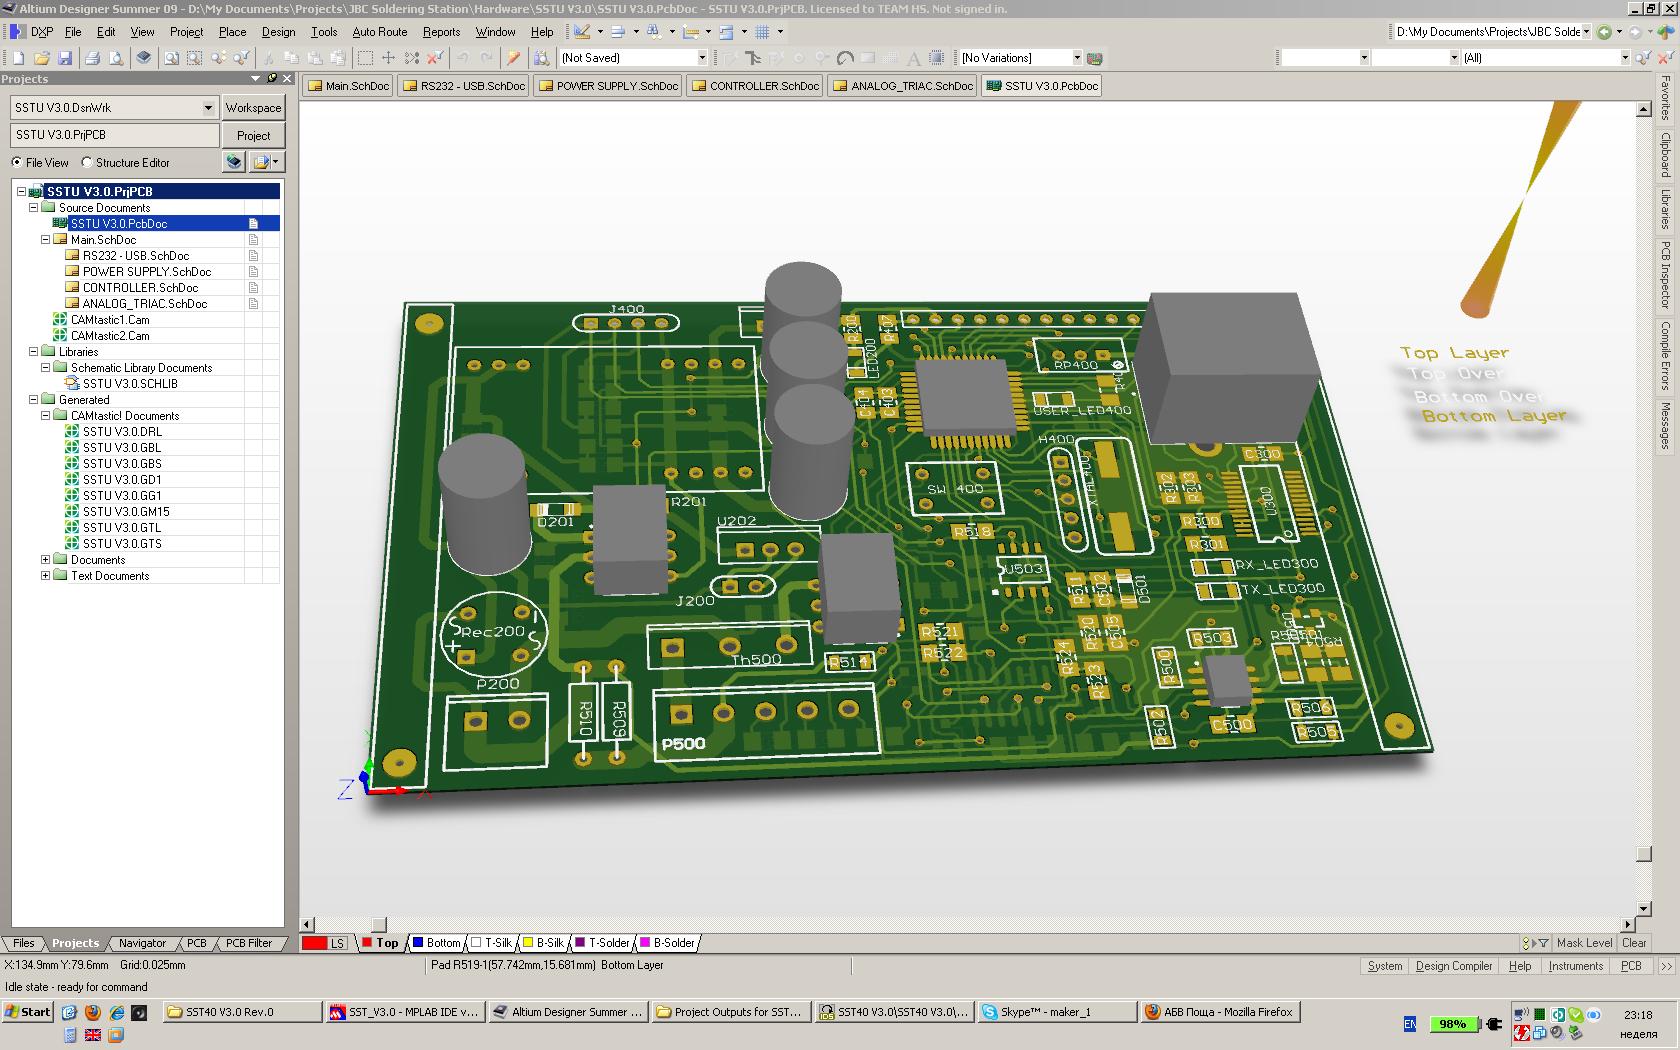 Altium Designer Summer 09 - D:\My Documents\Projects\JBC Soldering Station\Hardware\SSTU V3.0\SSTU V3.0.PcbDoc - SSTU V3.0.PrjPCB. Licensed to TEAM HS. Not signed in.
DXP File Edit View Project Place Design Tools Auto Route Reports Window Help
D:\My Documents\Projects\JBC Solde
(Not Saved) [No Variations] (All)
Projects
Main.SchDoc RS232 - USB.SchDoc POWER SUPPLY.SchDoc CONTROLLER.SchDoc ANALOG_TRIAC.SchDoc SSTU V3.0.PcbDoc
SSTU V3.0.DsnWrk Workspace
SSTU V3.0.PrjPCB Project
File View Structure Editor
SSTU V3.0.PrjPCB
Source Documents
SSTU V3.0.PcbDoc
Main.SchDoc
RS232 - USB.SchDoc
POWER SUPPLY.SchDoc
CONTROLLER.SchDoc
ANALOG_TRIAC.SchDoc
CAMtastic1.Cam
CAMtastic2.Cam
Libraries
Schematic Library Documents
SSTU V3.0.SCHLIB
Generated
CAMtastic! Documents
SSTU V3.0.DRL
SSTU V3.0.GBL
SSTU V3.0.GBS
SSTU V3.0.GD1
SSTU V3.0.GG1
SSTU V3.0.GM15
SSTU V3.0.GTL
SSTU V3.0.GTS
Documents
Text Documents
Favorites
Clipboard
Libraries
PCB Inspector
Compile Errors
Messages
J400
R407
LED200
C404
C403
RP400
USER_LED400
H400
XTAL400
SW 400
R518
U503
R511
C502
D501
R520
C505
R524
R523
R521
R522
R514
R201
D201
U202
J200
Rec200
P200
Th500
R510
R509
P500
C300
R302
R303
U300
R300
R301
RX_LED300
TX_LED300
R503
R500
R502
C500
R506
R505
Top Layer
Top Over
Bottom Over
Bottom Layer
Z
X
LS Top Bottom T-Silk B-Silk T-Solder B-Solder
Mask Level Clear
Files Projects Navigator PCB PCB Filter
X:134.9mm Y:79.6mm Grid:0.025mm
Pad R519-1(57.742mm,15.681mm) Bottom Layer
System Design Compiler Help Instruments PCB >>
Idle state - ready for command
Start SST40 V3.0 Rev.0 SST_V3.0 - MPLAB IDE v... Altium Designer Summer ... Project Outputs for SST... SST40 V3.0\SST40 V3.0\... Skype™ - maker_1 АБВ Поща - Mozilla Firefox
EN 98% 23:18
неделя